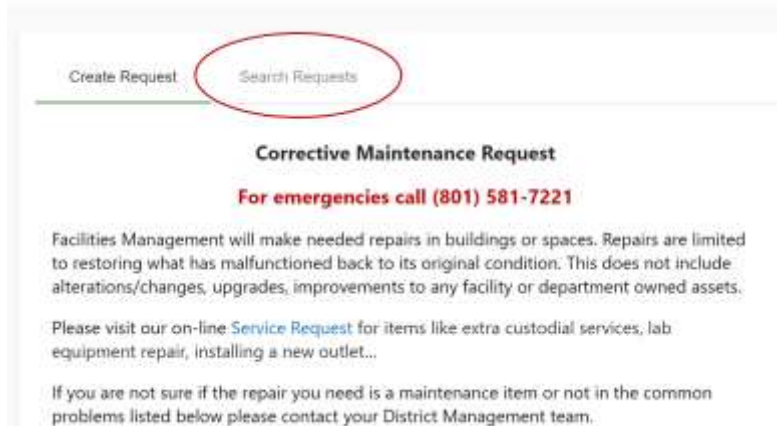 Create Request Search Requests
Corrective Maintenance Request
For emergencies call (801) 581-7221
Facilities Management will make needed repairs in buildings or spaces. Repairs are limited
to restoring what has malfunctioned back to its original condition. This does not include
alterations/changes, upgrades, improvements to any facility or department owned assets.
Please visit our on-line Service Request for items like extra custodial services, lab
equipment repair, installing a new outlet...
If you are not sure if the repair you need is a maintenance item or not in the common
problems listed below please contact your District Management team.